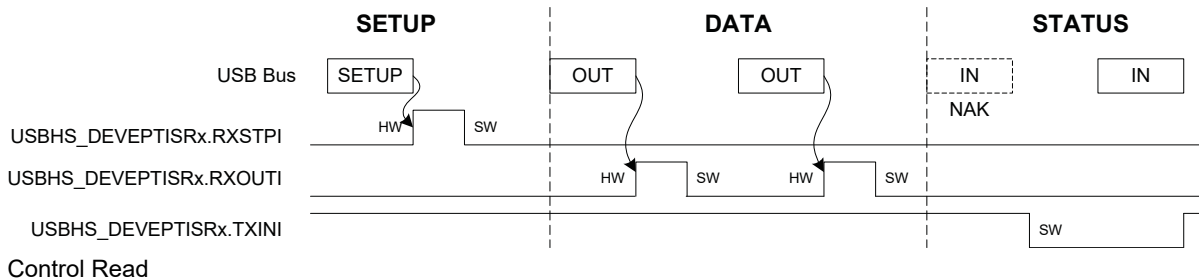 SETUP DATA STATUS
USB Bus SETUP OUT OUT IN IN
NAK
USBHS_DEVEPTISRx.RXSTPI HW SW
USBHS_DEVEPTISRx.RXOUTI HW SW HW SW
USBHS_DEVEPTISRx.TXINI SW
Control Read